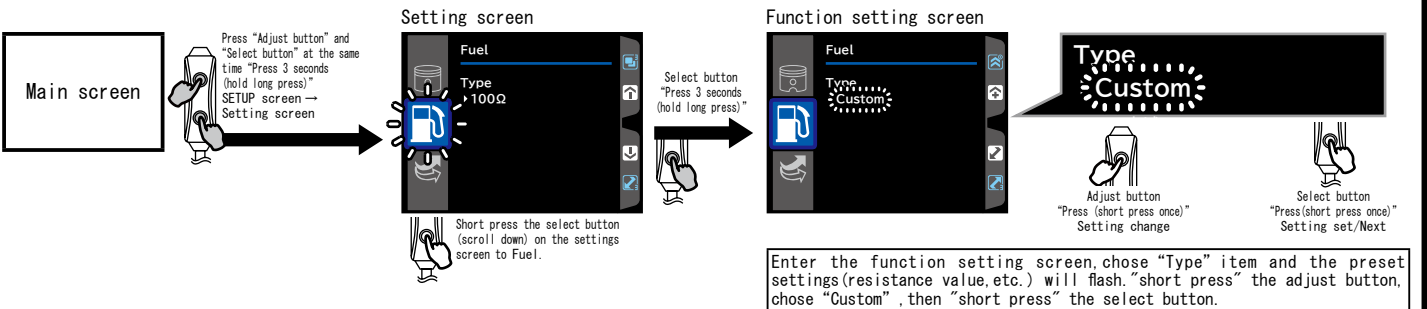 Main screen
Press “Adjust button” and
“Select button” at the same
time “Press 3 seconds
(hold long press)”
SETUP screen →
Setting screen
Setting screen
Fuel
Type
100Ω
Short press the select button
(scroll down) on the settings
screen to Fuel.
Select button
“Press 3 seconds
(hold long press)”
Function setting screen
Fuel
Type
Custom
Type
Custom
Adjust button
“Press (short press once)”
Setting change
Select button
“Press(short press once)”
Setting set/Next
Enter the function setting screen,chose “Type” item and the preset
settings(resistance value,etc.) will flash."short press" the adjust button,
chose “Custom” ,then "short press" the select button.